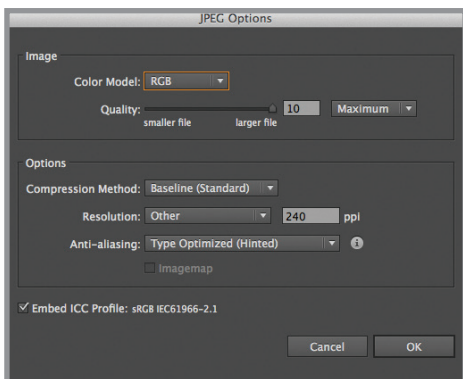 JPEG Options
Image
Color Model: RGB
Quality: 10 Maximum
smaller file larger file
Options
Compression Method: Baseline (Standard)
Resolution: Other 240 ppi
Anti-aliasing: Type Optimized (Hinted) i
Imagemap
Embed ICC Profile: sRGB IEC61966-2.1
Cancel OK